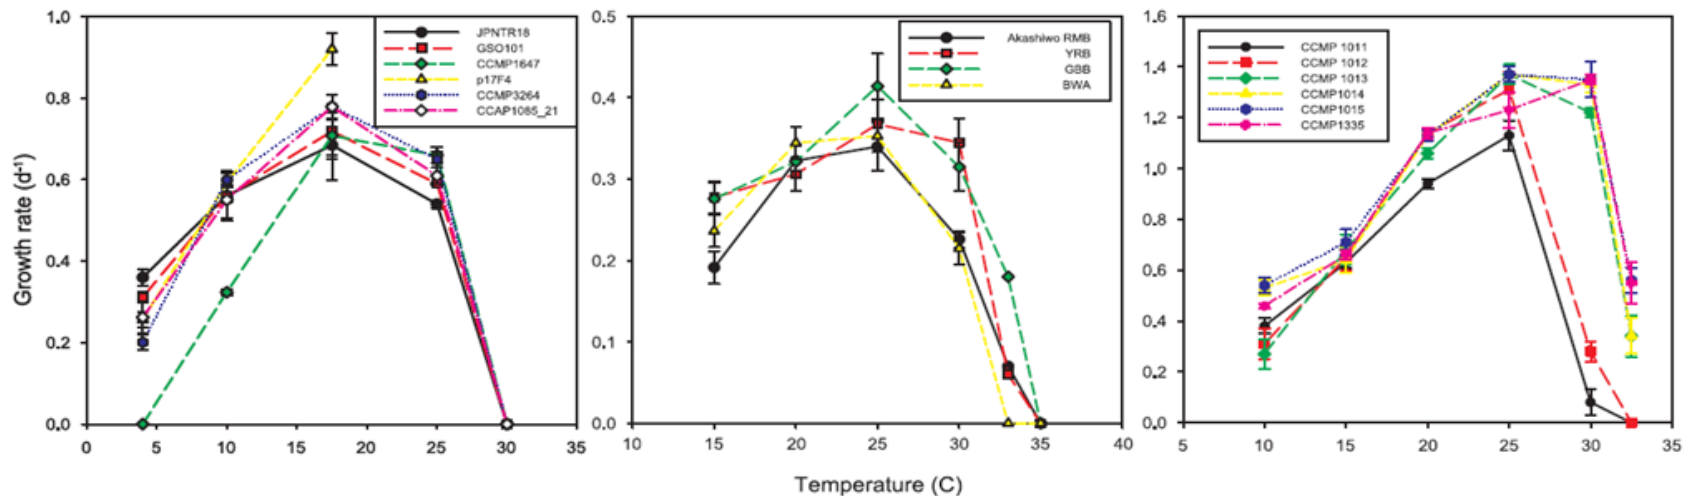 Growth rate (d⁻¹)
1.0
0.8
0.6
0.4
0.2
0.0
0 5 10 15 20 25 30 35
JPNTR18
GSO101
CCMP1647
p17F4
CCMP3264
CCAP1085_21
0.5
0.4
0.3
0.2
0.1
0.0
10 15 20 25 30 35 40
Akashiwo RMB
YRB
GBB
BWA
1.6
1.4
1.2
1.0
0.8
0.6
0.4
0.2
0.0
5 10 15 20 25 30 35
CCMP 1011
CCMP 1012
CCMP 1013
CCMP1014
CCMP1015
CCMP1335
Temperature (C)